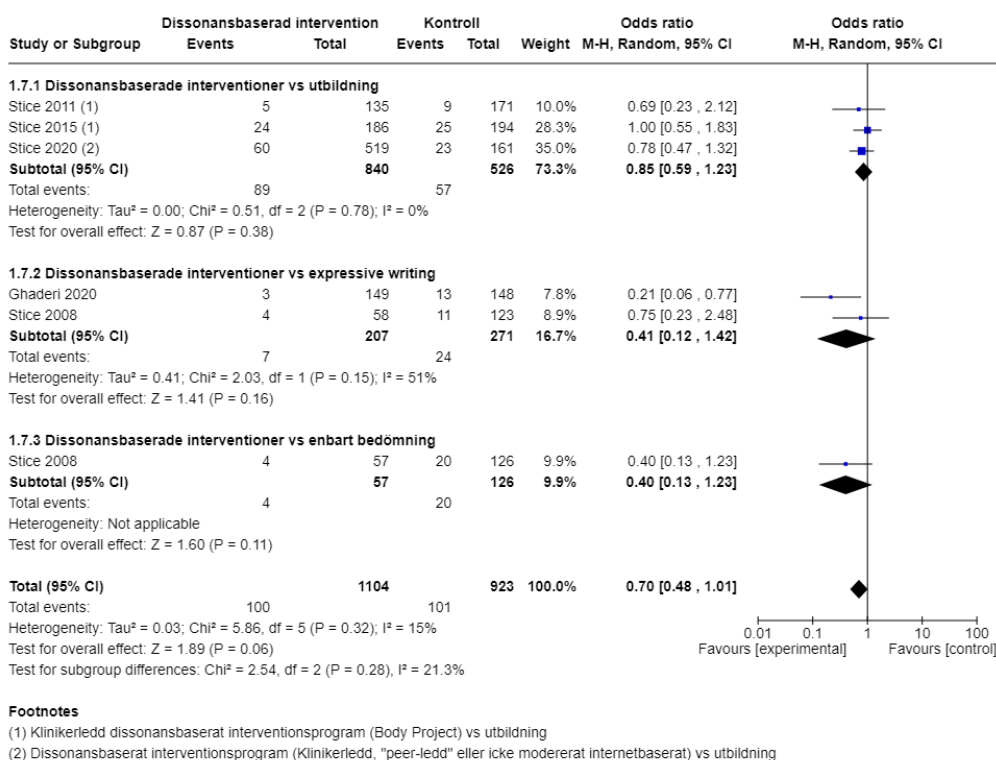 Dissonansbaserad intervention Kontroll Odds ratio Odds ratio
Study or Subgroup Events Total Events Total Weight M-H, Random, 95% CI M-H, Random, 95% CI
1.7.1 Dissonansbaserade interventioner vs utbildning
Stice 2011 (1) 5 135 9 171 10.0% 0.69 [0.23 , 2.12]
Stice 2015 (1) 24 186 25 194 28.3% 1.00 [0.55 , 1.83]
Stice 2020 (2) 60 519 23 161 35.0% 0.78 [0.47 , 1.32]
Subtotal (95% CI) 840 526 73.3% 0.85 [0.59 , 1.23]
Total events: 89 57
Heterogeneity: Tau² = 0.00; Chi² = 0.51, df = 2 (P = 0.78); I² = 0%
Test for overall effect: Z = 0.87 (P = 0.38)
1.7.2 Dissonansbaserade interventioner vs expressive writing
Ghaderi 2020 3 149 13 148 7.8% 0.21 [0.06 , 0.77]
Stice 2008 4 58 11 123 8.9% 0.75 [0.23 , 2.48]
Subtotal (95% CI) 207 271 16.7% 0.41 [0.12 , 1.42]
Total events: 7 24
Heterogeneity: Tau² = 0.41; Chi² = 2.03, df = 1 (P = 0.15); I² = 51%
Test for overall effect: Z = 1.41 (P = 0.16)
1.7.3 Dissonansbaserade interventioner vs enbart bedömning
Stice 2008 4 57 20 126 9.9% 0.40 [0.13 , 1.23]
Subtotal (95% CI) 57 126 9.9% 0.40 [0.13 , 1.23]
Total events: 4 20
Heterogeneity: Not applicable
Test for overall effect: Z = 1.60 (P = 0.11)
Total (95% CI) 1104 923 100.0% 0.70 [0.48 , 1.01]
Total events: 100 101
Heterogeneity: Tau² = 0.03; Chi² = 5.86, df = 5 (P = 0.32); I² = 15%
Test for overall effect: Z = 1.89 (P = 0.06)
Test for subgroup differences: Chi² = 2.54, df = 2 (P = 0.28), I² = 21.3%
0.01 0.1 1 10 100
Favours [experimental] Favours [control]
Footnotes
(1) Klinikerledd dissonansbaserat interventionsprogram (Body Project) vs utbildning
(2) Dissonansbaserat interventionsprogram (Klinikerledd, "peer-ledd" eller icke modererat internetbaserat) vs utbildning